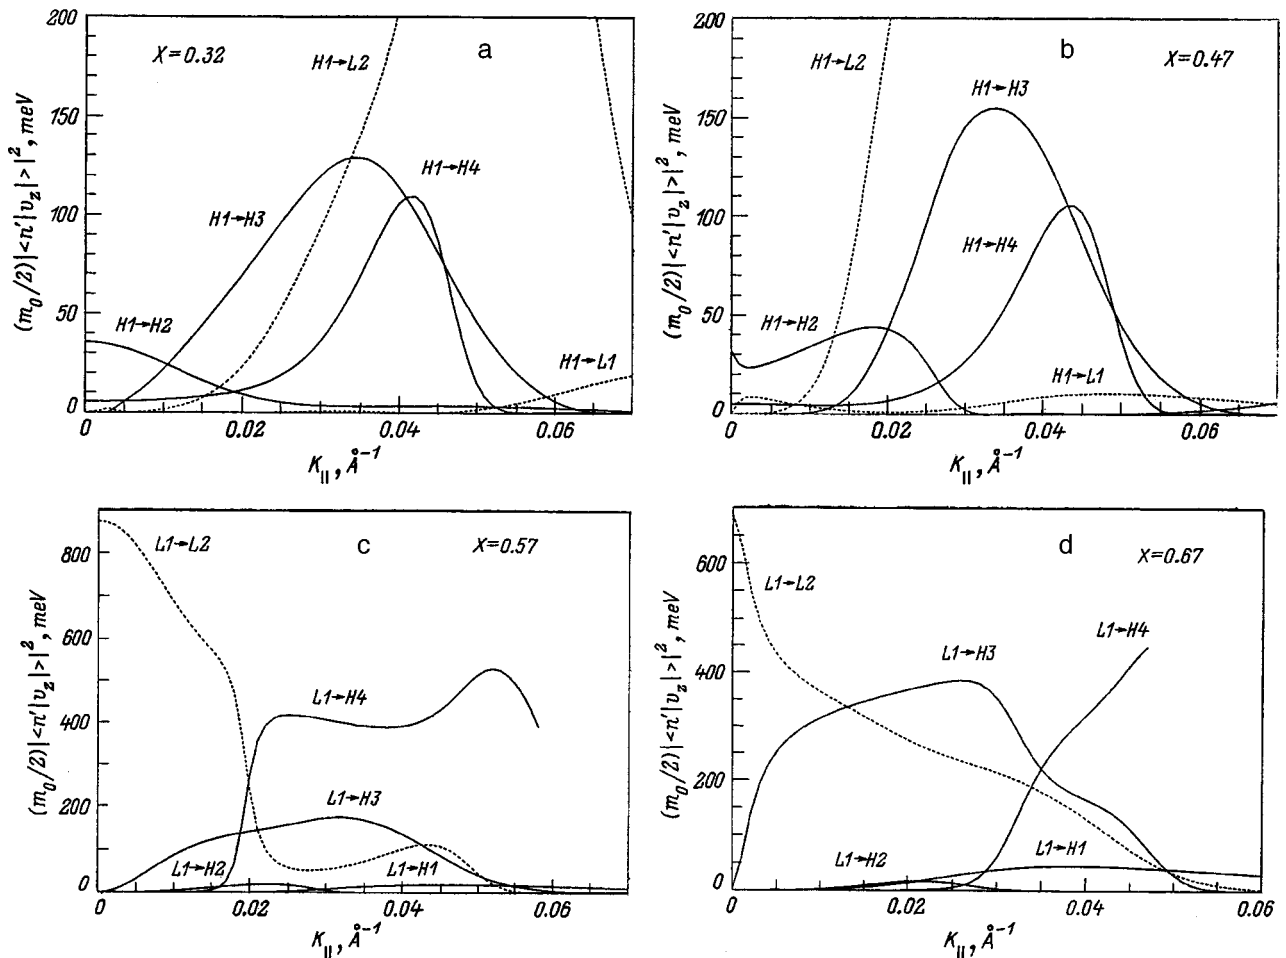 (m₀/2)|<n'|v_z|>|², meV
200
150
100
50
0
X=0.32
a
H1→L2
H1→H4
H1→H3
H1→H2
H1→L1
0
0.02
0.04
0.06
K||, Å⁻¹
(m₀/2)|<n'|v_z|>|², meV
200
150
100
50
0
H1→L2
b
X=0.47
H1→H3
H1→H4
H1→H2
H1→L1
0
0.02
0.04
0.06
K||, Å⁻¹
(m₀/2)|<n'|v_z|>|², meV
800
600
400
200
0
L1→L2
c
X=0.57
L1→H4
L1→H3
L1→H2
L1→H1
0
0.02
0.04
0.06
K||, Å⁻¹
(m₀/2)|<n'|v_z|>|², meV
600
400
200
0
d
X=0.67
L1→L2
L1→H4
L1→H3
L1→H2
L1→H1
0
0.02
0.04
0.06
K||, Å⁻¹